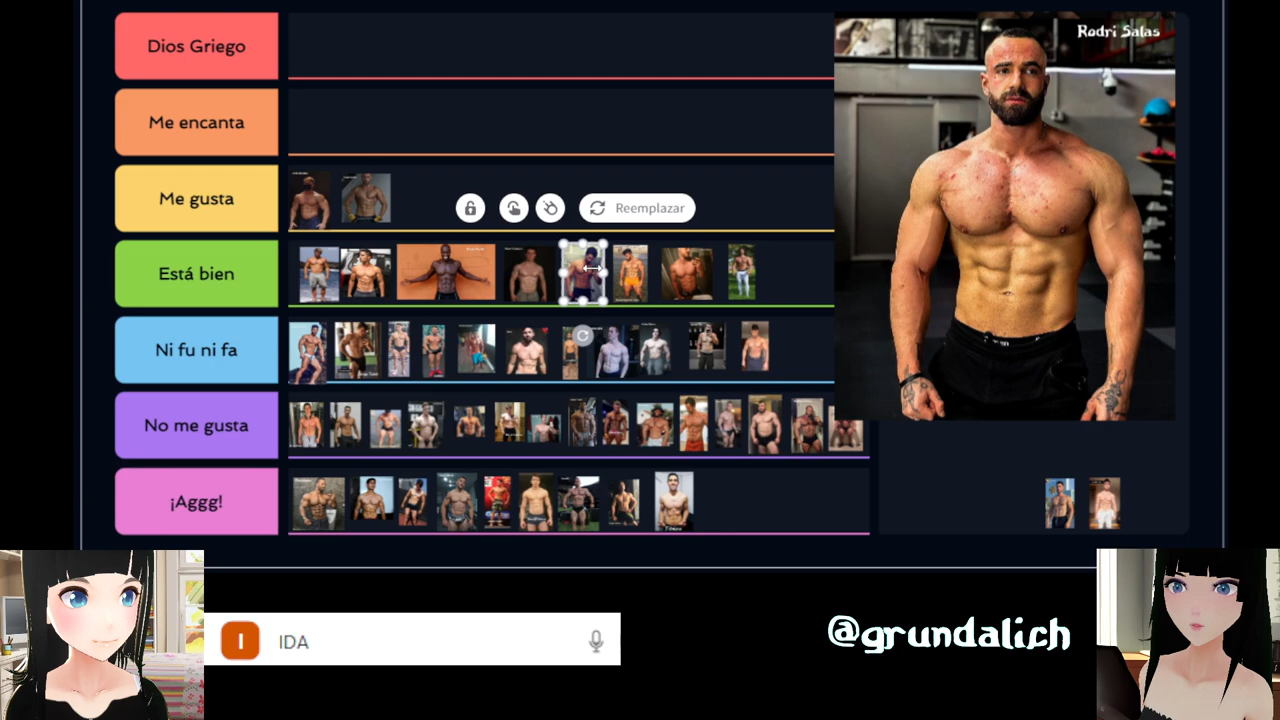 Dios Griego
Rodri Salas
Me encanta
Me gusta
Reemplazar
Está bien
Ni fu ni fa
No me gusta
¡Aggg!
I IDA
@grundalich